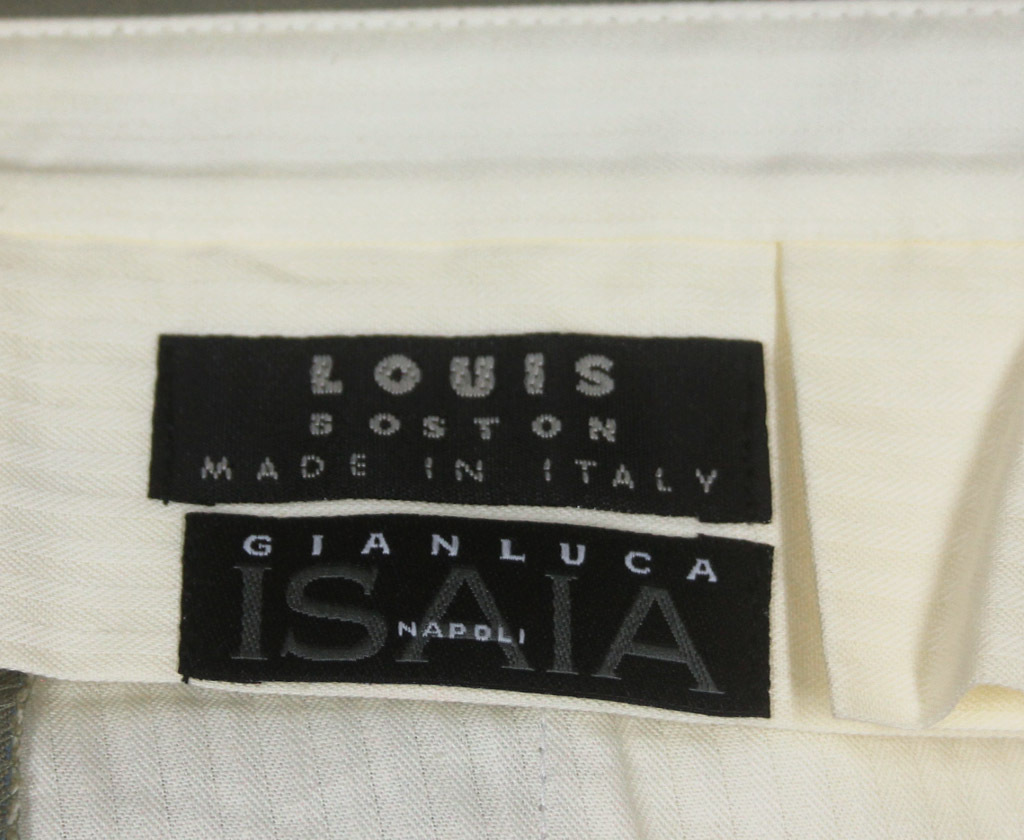 LOUIS
BOSTON
MADE IN ITALY
GIANLUCA
ISAIA
NAPOLI